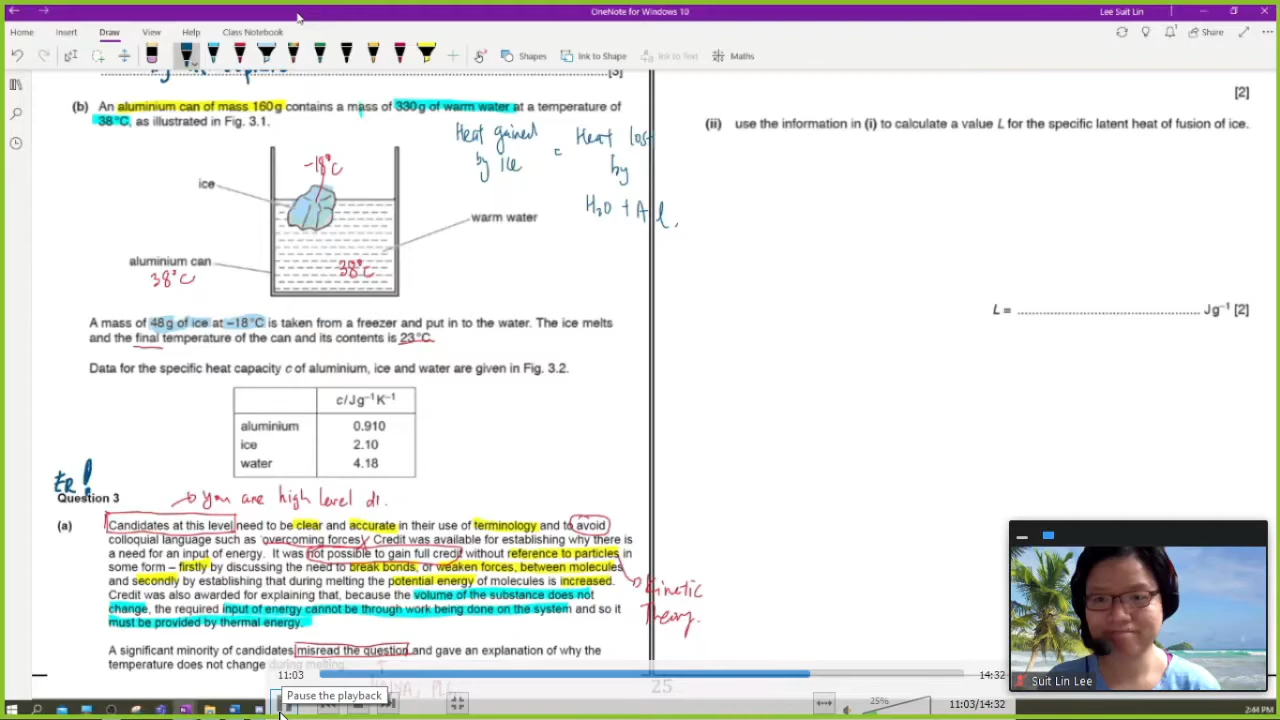 OneNote for Windows 10
Lee Suit Lin
Home Insert Draw View Help Class Notebook
Share
Shapes Ink to Shape Ink to Text Maths
[3]
(b) An aluminium can of mass 160g contains a mass of 330g of warm water at a temperature of
38°C, as illustrated in Fig. 3.1.
Heat gained by Ice = Heat lost by H₂O + Al.
-18°C
ice
warm water
aluminium can
38°C
38°C
A mass of 48g of ice at −18°C is taken from a freezer and put in to the water. The ice melts
and the final temperature of the can and its contents is 23°C.
Data for the specific heat capacity c of aluminium, ice and water are given in Fig. 3.2.
c/Jg⁻¹K⁻¹
aluminium 0.910
ice 2.10
water 4.18
ER!
Question 3
→ You are high level
(a) Candidates at this level need to be clear and accurate in their use of terminology and to avoid
colloquial language such as 'overcoming forces'. Credit was available for establishing why there is
a need for an input of energy. It was not possible to gain full credit without reference to particles in
some form – firstly by discussing the need to break bonds, or weaken forces, between molecules
and secondly by establishing that during melting the potential energy of molecules is increased.
Credit was also awarded for explaining that, because the volume of the substance does not
change, the required input of energy cannot be through work being done on the system and so it
must be provided by thermal energy.
Kinetic
Theory.
A significant minority of candidates misread the question and gave an explanation of why the
temperature does not change during melting.
[2]
(ii) use the information in (i) to calculate a value L for the specific latent heat of fusion of ice.
L = ............ Jg⁻¹ [2]
25
11:03
14:32
Pause the playback
25%
11:03/14:32
Suit Lin Lee
2:44 PM